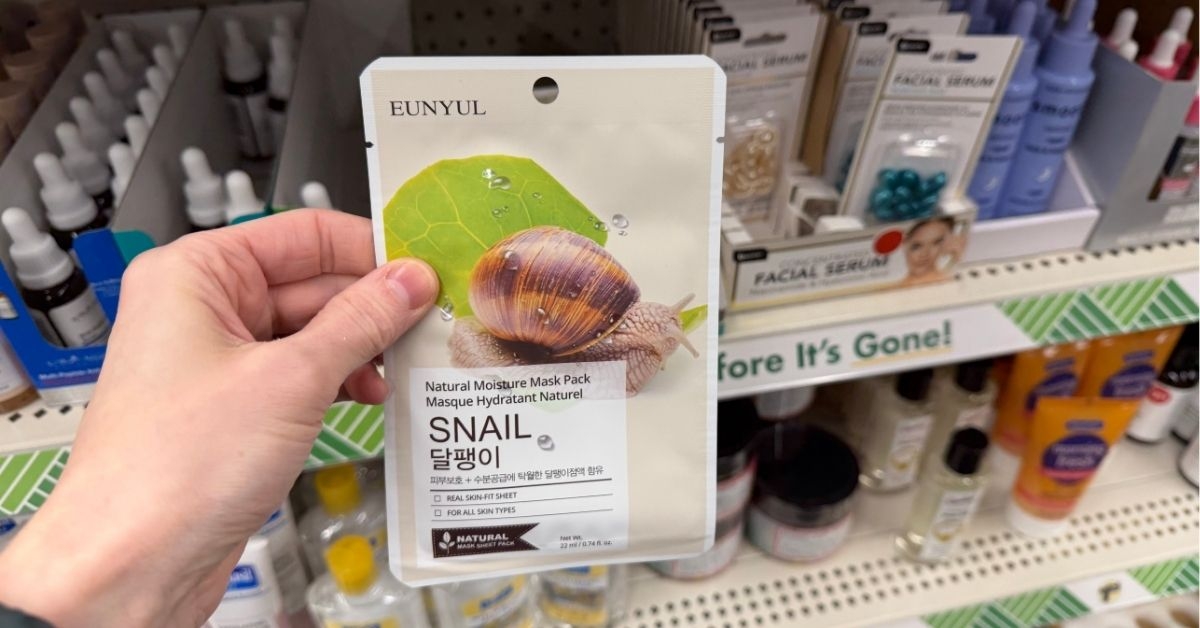 EUNYUL
Natural Moisture Mask Pack
Masque Hydratant Naturel
SNAIL
달팽이
피부보호 + 수분공급에 탁월한 달팽이점액 함유
REAL SKIN-FIT SHEET
FOR ALL SKIN TYPES
NATURAL
MASK SHEET PACK
Net Wt.
22 ml / 0.74 fl. oz.
FACIAL SERUM
FACIAL SERUM
CONCENTRATED
FACIAL SERUM
fore It's Gone!